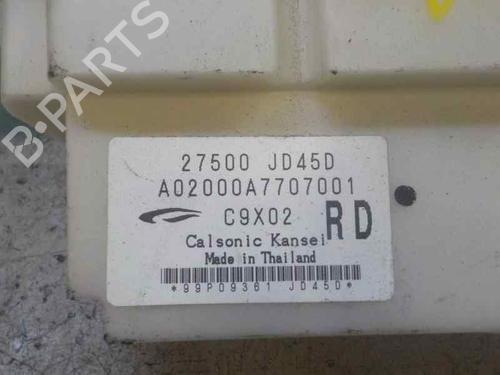 B-PARTS
27500 JD45D
A02000A7707001
C9X02 RD
Calsonic Kansei
Made in Thailand
*99P09361 JD45D*